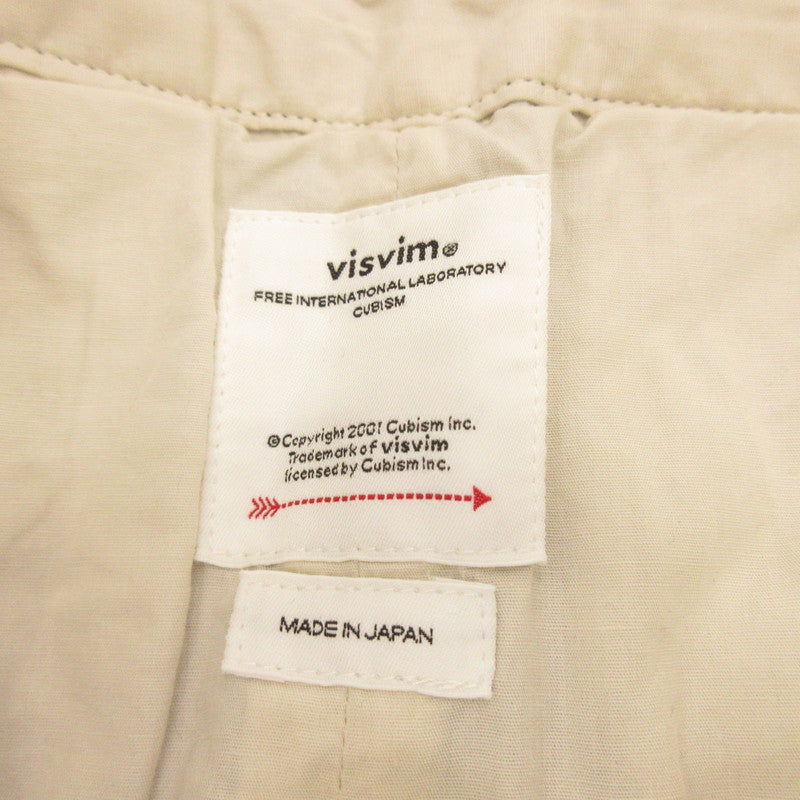 visvim®
FREE INTERNATIONAL LABORATORY
CUBISM
©Copyright 2001 Cubism Inc.
Trademark of visvim
licensed by Cubism Inc.
MADE IN JAPAN